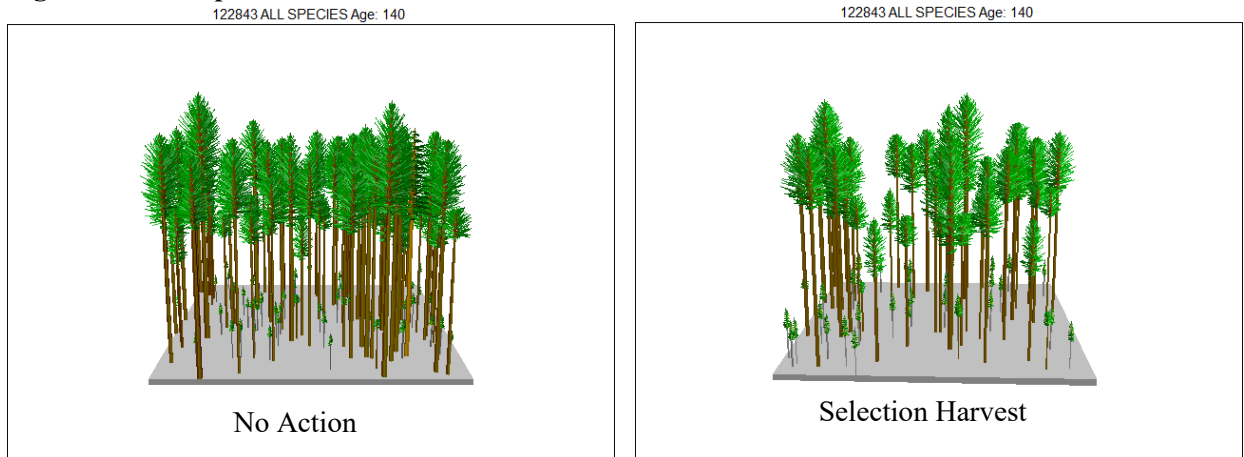 122843 ALL SPECIES Age: 140
No Action
122843 ALL SPECIES Age: 140
Selection Harvest